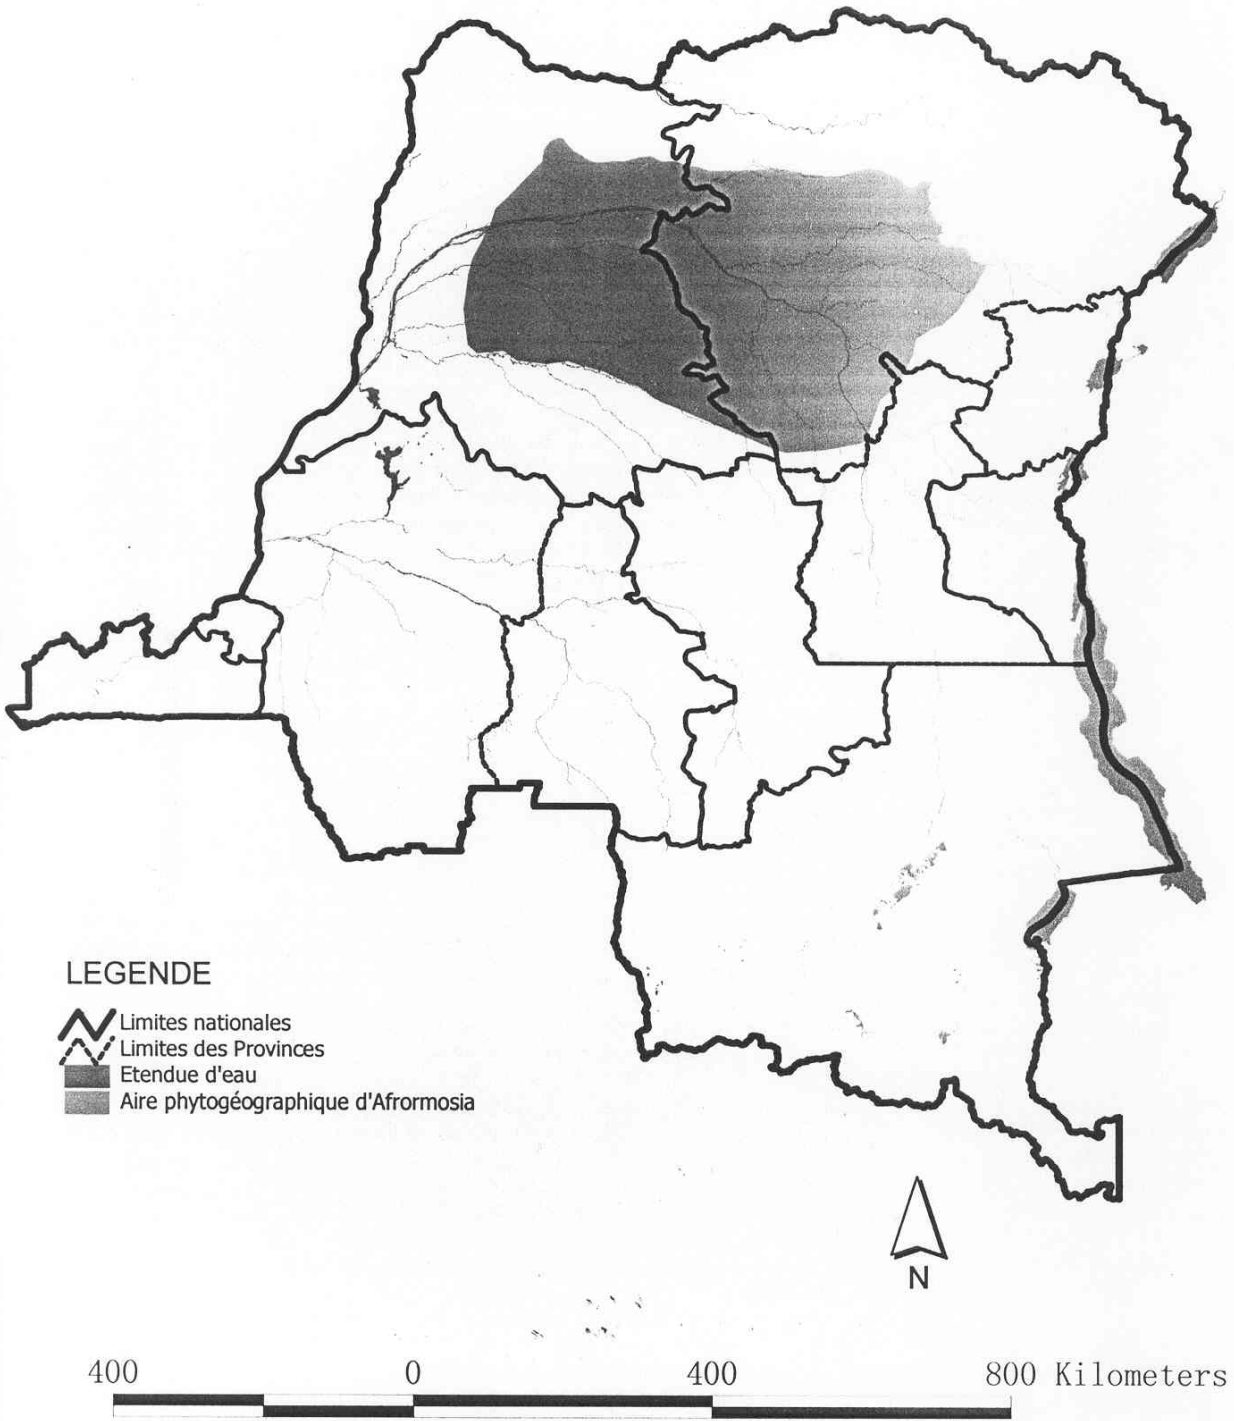 LEGENDE
Limites nationales
Limites des Provinces
Etendue d'eau
Aire phytogéographique d'Afrormosia
N
400 0 400 800 Kilometers